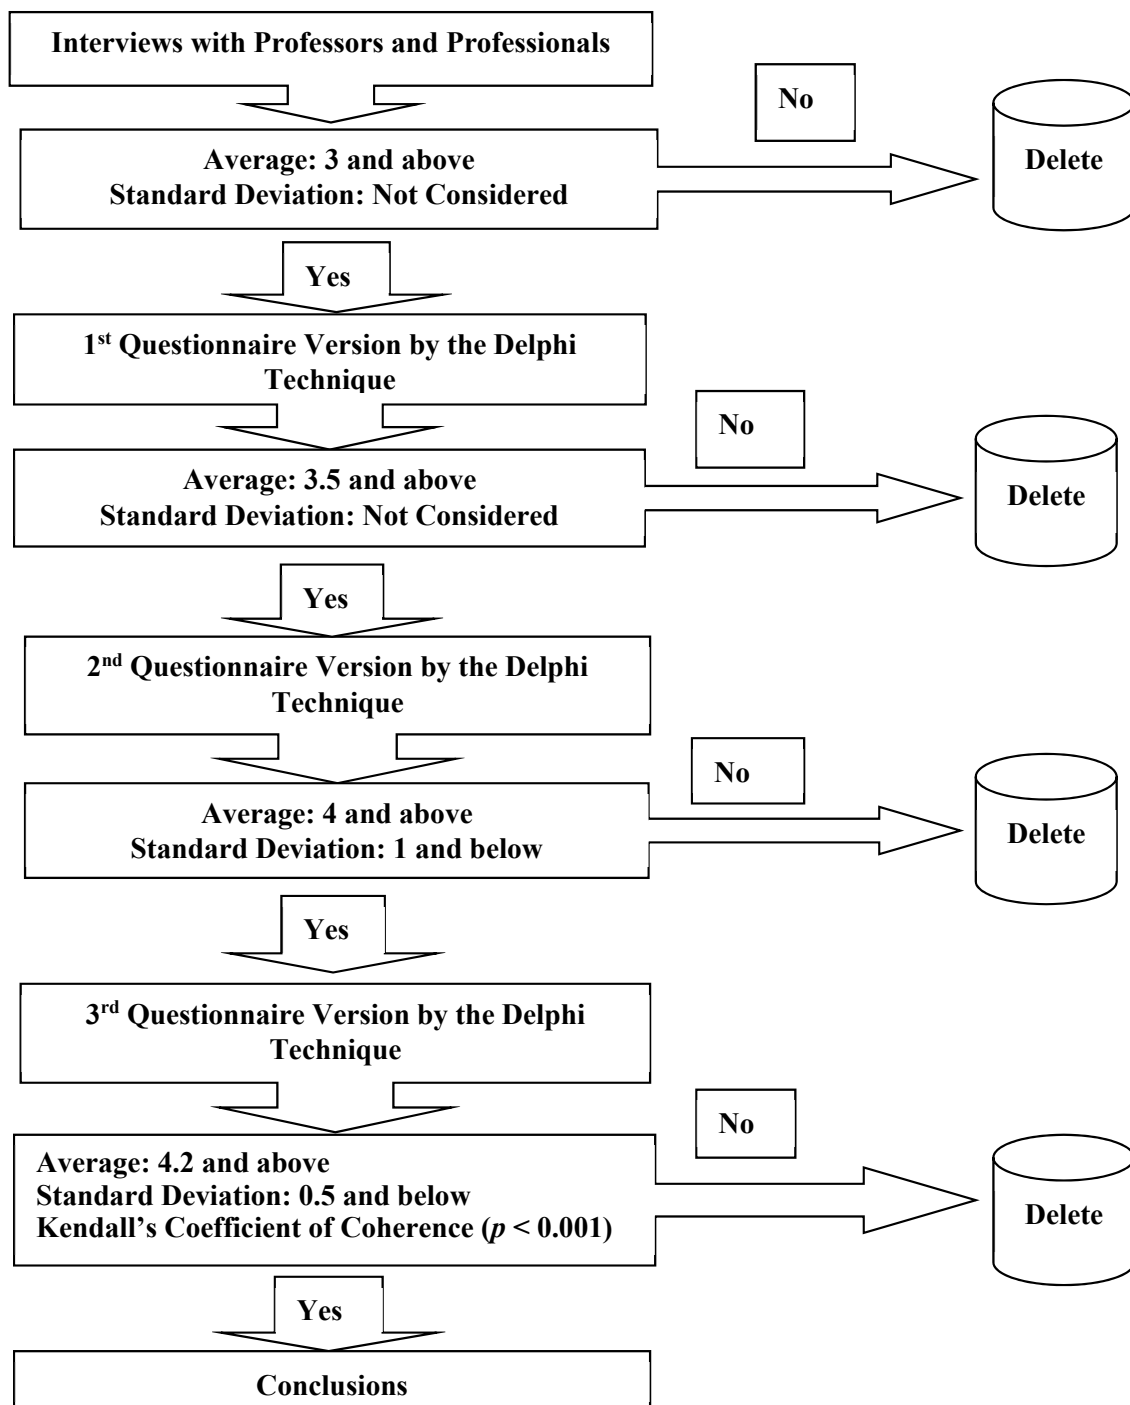 Interviews with Professors and Professionals
No
Delete
Average: 3 and above
Standard Deviation: Not Considered
Yes
1st Questionnaire Version by the Delphi
Technique
No
Delete
Average: 3.5 and above
Standard Deviation: Not Considered
Yes
2nd Questionnaire Version by the Delphi
Technique
No
Delete
Average: 4 and above
Standard Deviation: 1 and below
Yes
3rd Questionnaire Version by the Delphi
Technique
No
Delete
Average: 4.2 and above
Standard Deviation: 0.5 and below
Kendall’s Coefficient of Coherence (p < 0.001)
Yes
Conclusions